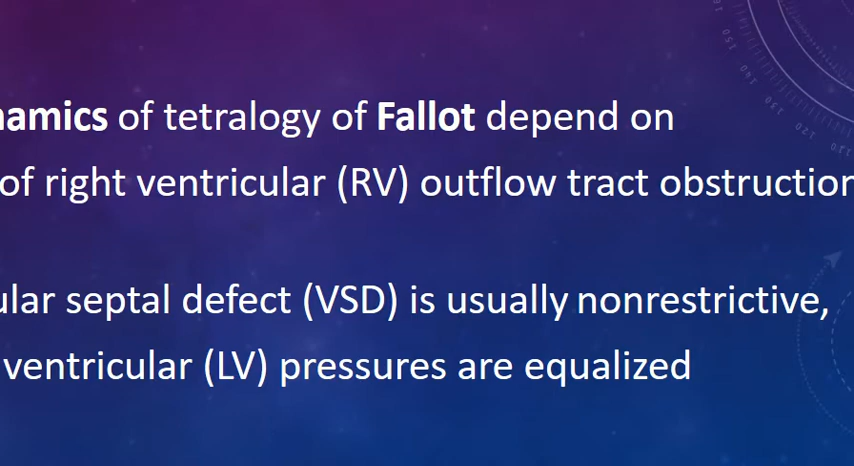 namics of tetralogy of Fallot depend on
of right ventricular (RV) outflow tract obstruction
ular septal defect (VSD) is usually nonrestrictive,
ventricular (LV) pressures are equalized